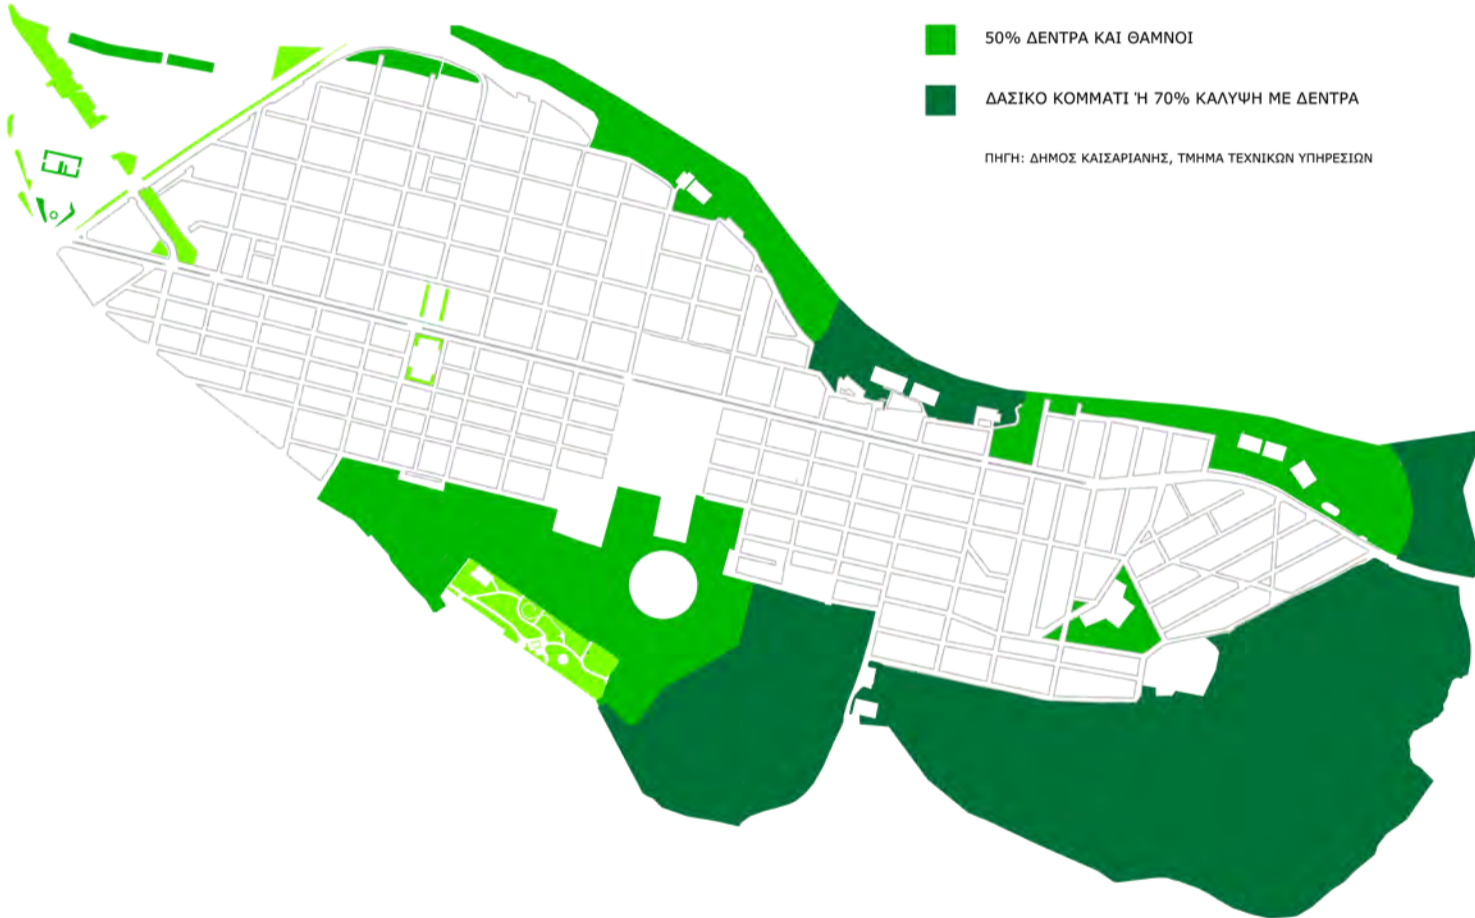 50% ΔΕΝΤΡΑ ΚΑΙ ΘΑΜΝΟΙ
ΔΑΣΙΚΟ ΚΟΜΜΑΤΙ Ή 70% ΚΑΛΥΨΗ ΜΕ ΔΕΝΤΡΑ
ΠΗΓΗ: ΔΗΜΟΣ ΚΑΙΣΑΡΙΑΝΗΣ, ΤΜΗΜΑ ΤΕΧΝΙΚΩΝ ΥΠΗΡΕΣΙΩΝ